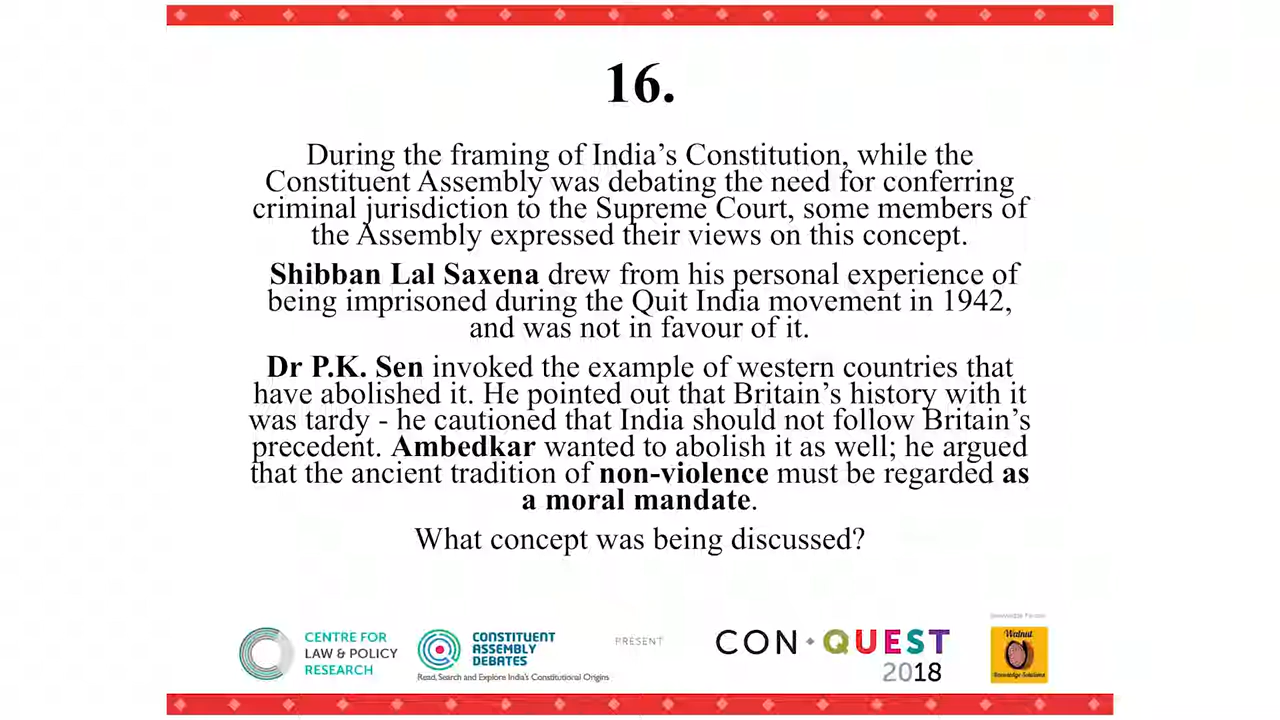 16.
During the framing of India's Constitution, while the
Constituent Assembly was debating the need for conferring
criminal jurisdiction to the Supreme Court, some members of
the Assembly expressed their views on this concept.
Shibban Lal Saxena drew from his personal experience of
being imprisoned during the Quit India movement in 1942,
and was not in favour of it.
Dr P.K. Sen invoked the example of western countries that
have abolished it. He pointed out that Britain's history with it
was tardy - he cautioned that India should not follow Britain's
precedent. Ambedkar wanted to abolish it as well; he argued
that the ancient tradition of non-violence must be regarded as
a moral mandate.
What concept was being discussed?
CENTRE FOR
LAW & POLICY
RESEARCH
CONSTITUENT
ASSEMBLY
DEBATES
Read, Search and Explore India's Constitutional Origins
PRESENT
CON QUEST
2018
Walnut
Knowledge Solutions